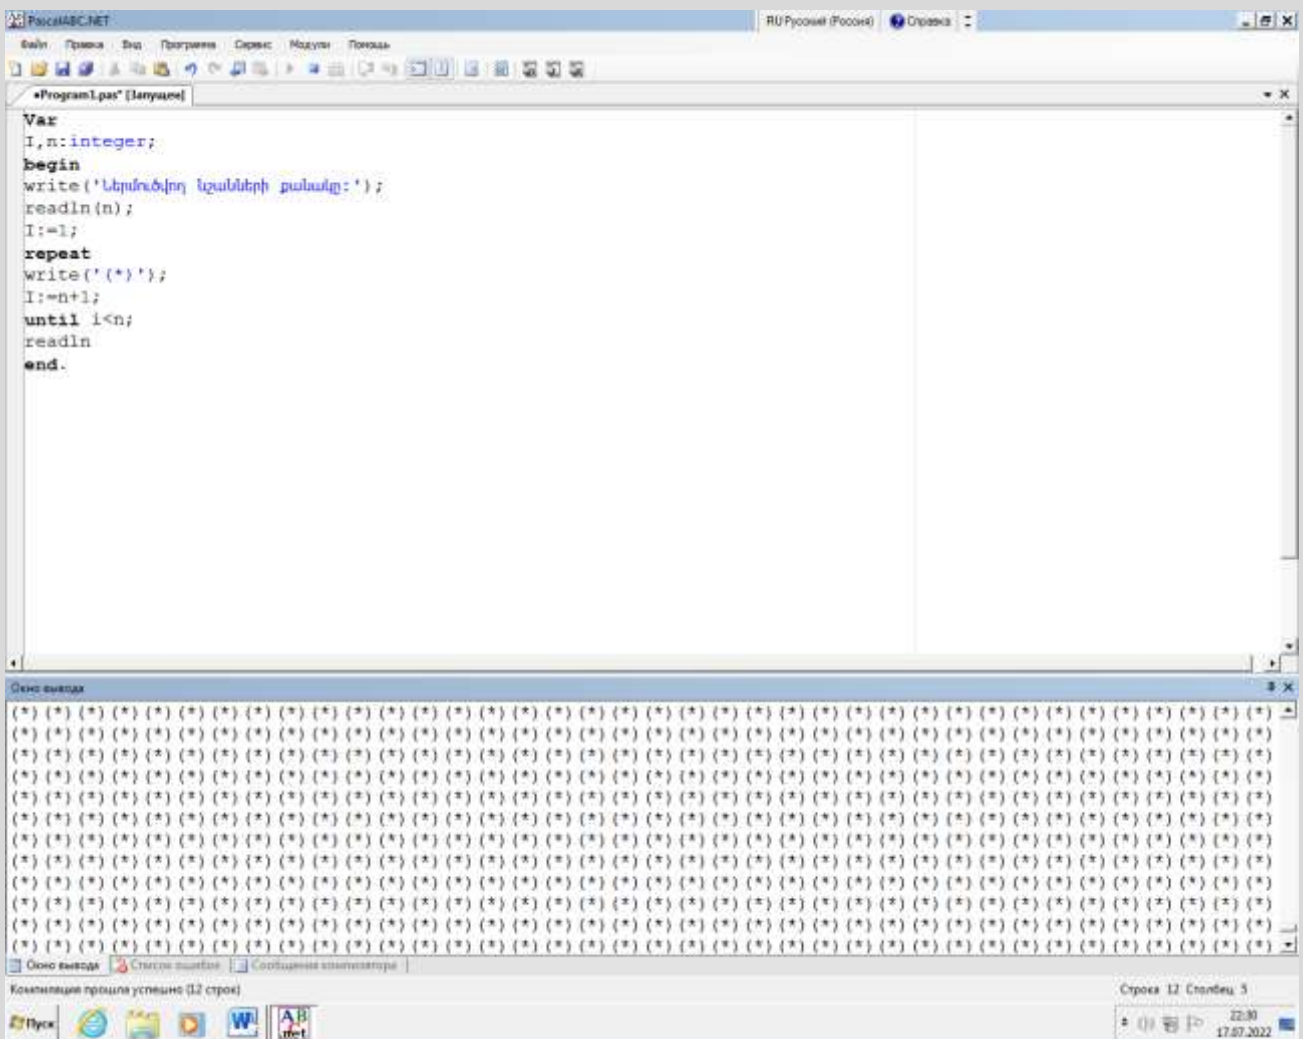 PascalABC.NET RU Русский (Россия) Справка
Файл Правка Вид Программа Сервис Модули Помощь
•Program1.pas* [Запущен]
Var
I,n:integer;
begin
write('Ներմուծվող նշանների քանակը:');
readln(n);
I:=1;
repeat
write('(*)');
I:=n+1;
until i<n;
readln
end.
Окно вывода
(*)(*)(*)(*)(*)(*)(*)(*)(*)(*)(*)(*)(*)(*)(*)(*)(*)(*)(*)(*)(*)(*)(*)(*)(*)(*)(*)(*)(*)(*)(*)(*)(*)(*)(*)(*)(*)(*)
(*)(*)(*)(*)(*)(*)(*)(*)(*)(*)(*)(*)(*)(*)(*)(*)(*)(*)(*)(*)(*)(*)(*)(*)(*)(*)(*)(*)(*)(*)(*)(*)(*)(*)(*)(*)(*)(*)
(*)(*)(*)(*)(*)(*)(*)(*)(*)(*)(*)(*)(*)(*)(*)(*)(*)(*)(*)(*)(*)(*)(*)(*)(*)(*)(*)(*)(*)(*)(*)(*)(*)(*)(*)(*)(*)(*)
(*)(*)(*)(*)(*)(*)(*)(*)(*)(*)(*)(*)(*)(*)(*)(*)(*)(*)(*)(*)(*)(*)(*)(*)(*)(*)(*)(*)(*)(*)(*)(*)(*)(*)(*)(*)(*)(*)
(*)(*)(*)(*)(*)(*)(*)(*)(*)(*)(*)(*)(*)(*)(*)(*)(*)(*)(*)(*)(*)(*)(*)(*)(*)(*)(*)(*)(*)(*)(*)(*)(*)(*)(*)(*)(*)(*)
(*)(*)(*)(*)(*)(*)(*)(*)(*)(*)(*)(*)(*)(*)(*)(*)(*)(*)(*)(*)(*)(*)(*)(*)(*)(*)(*)(*)(*)(*)(*)(*)(*)(*)(*)(*)(*)(*)
(*)(*)(*)(*)(*)(*)(*)(*)(*)(*)(*)(*)(*)(*)(*)(*)(*)(*)(*)(*)(*)(*)(*)(*)(*)(*)(*)(*)(*)(*)(*)(*)(*)(*)(*)(*)(*)(*)
(*)(*)(*)(*)(*)(*)(*)(*)(*)(*)(*)(*)(*)(*)(*)(*)(*)(*)(*)(*)(*)(*)(*)(*)(*)(*)(*)(*)(*)(*)(*)(*)(*)(*)(*)(*)(*)(*)
(*)(*)(*)(*)(*)(*)(*)(*)(*)(*)(*)(*)(*)(*)(*)(*)(*)(*)(*)(*)(*)(*)(*)(*)(*)(*)(*)(*)(*)(*)(*)(*)(*)(*)(*)(*)(*)(*)
(*)(*)(*)(*)(*)(*)(*)(*)(*)(*)(*)(*)(*)(*)(*)(*)(*)(*)(*)(*)(*)(*)(*)(*)(*)(*)(*)(*)(*)(*)(*)(*)(*)(*)(*)(*)(*)(*)
(*)(*)(*)(*)(*)(*)(*)(*)(*)(*)(*)(*)(*)(*)(*)(*)(*)(*)(*)(*)(*)(*)(*)(*)(*)(*)(*)(*)(*)(*)(*)(*)(*)(*)(*)(*)(*)(*)
(*)(*)(*)(*)(*)(*)(*)(*)(*)(*)(*)(*)(*)(*)(*)(*)(*)(*)(*)(*)(*)(*)(*)(*)(*)(*)(*)(*)(*)(*)(*)(*)(*)(*)(*)(*)(*)(*)
Окно вывода Список ошибок Сообщения компилятора
Компиляция прошла успешно (12 строк) Строка 12 Столбец 5
Пуск W AB .net 22:30
17.07.2022